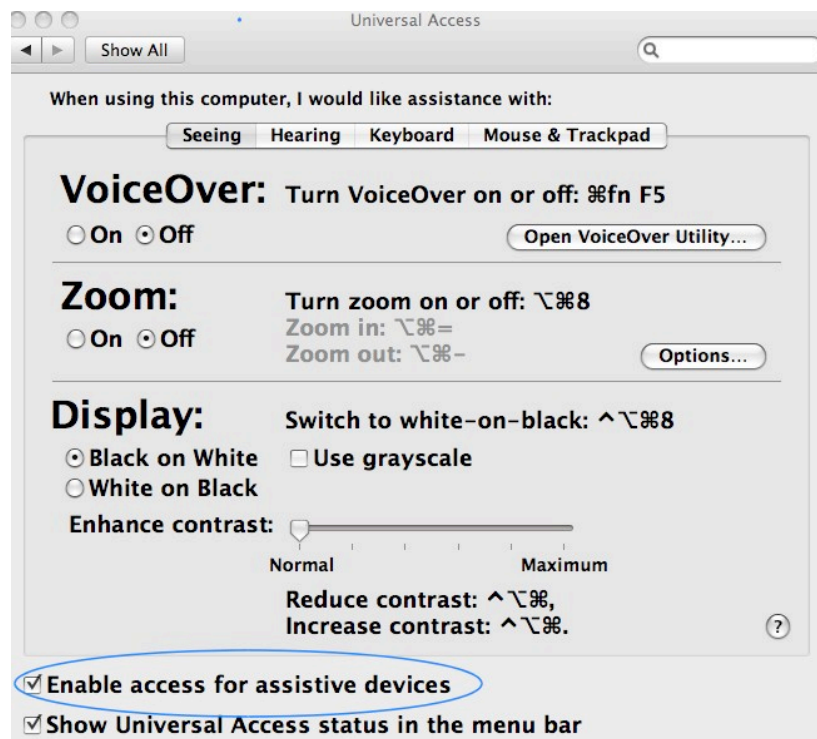 Universal Access
Show All
When using this computer, I would like assistance with:
Seeing Hearing Keyboard Mouse & Trackpad
VoiceOver: Turn VoiceOver on or off: ⌘fn F5
On Off Open VoiceOver Utility...
Zoom: Turn zoom on or off: ⌥⌘8
On Off Zoom in: ⌥⌘=
Zoom out: ⌥⌘- Options...
Display: Switch to white-on-black: ^⌥⌘8
Black on White Use grayscale
White on Black
Enhance contrast:
Normal Maximum
Reduce contrast: ^⌥⌘,
Increase contrast: ^⌥⌘. ?
Enable access for assistive devices
Show Universal Access status in the menu bar